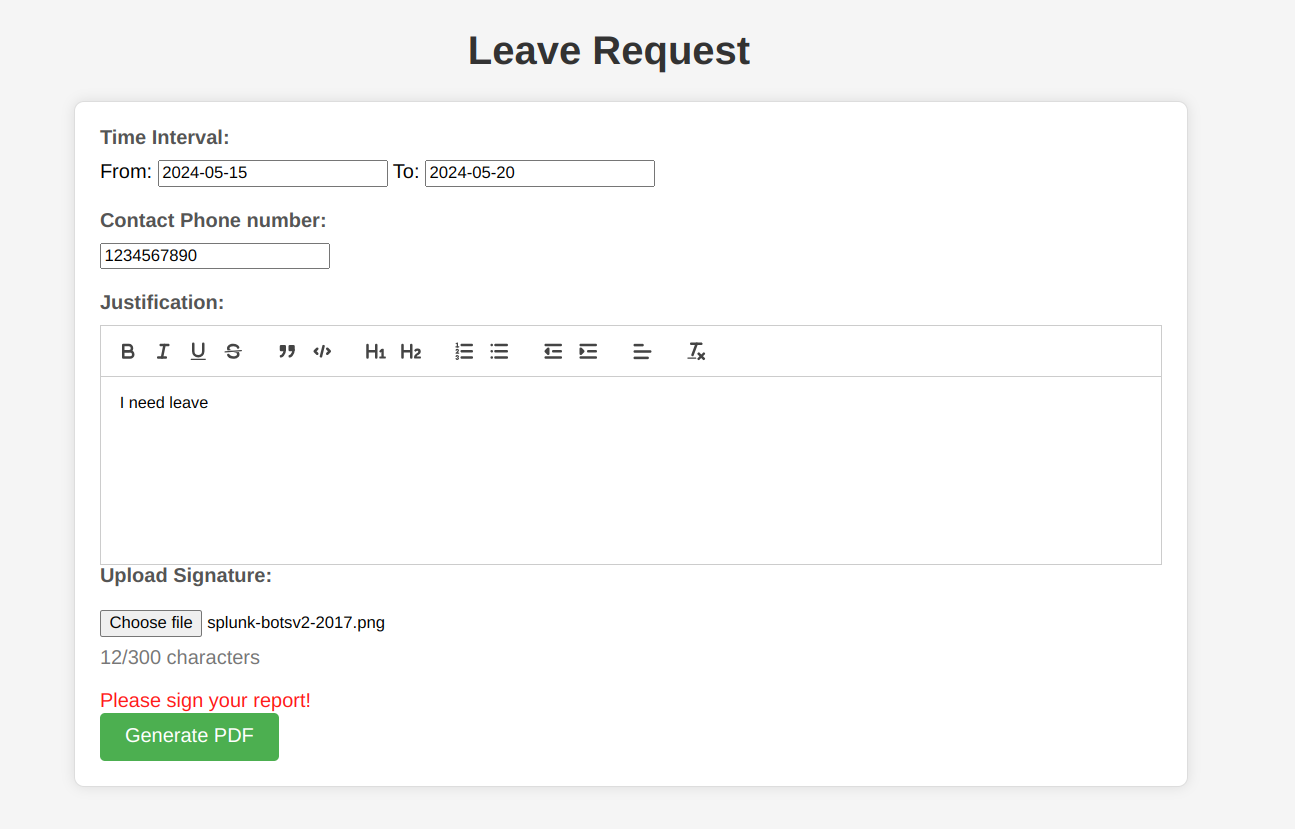 Leave Request
Time Interval:
From: 2024-05-15 To: 2024-05-20
Contact Phone number:
1234567890
Justification:
B I U S H1 H2
I need leave
Upload Signature:
Choose file splunk-botsv2-2017.png
12/300 characters
Please sign your report!
Generate PDF